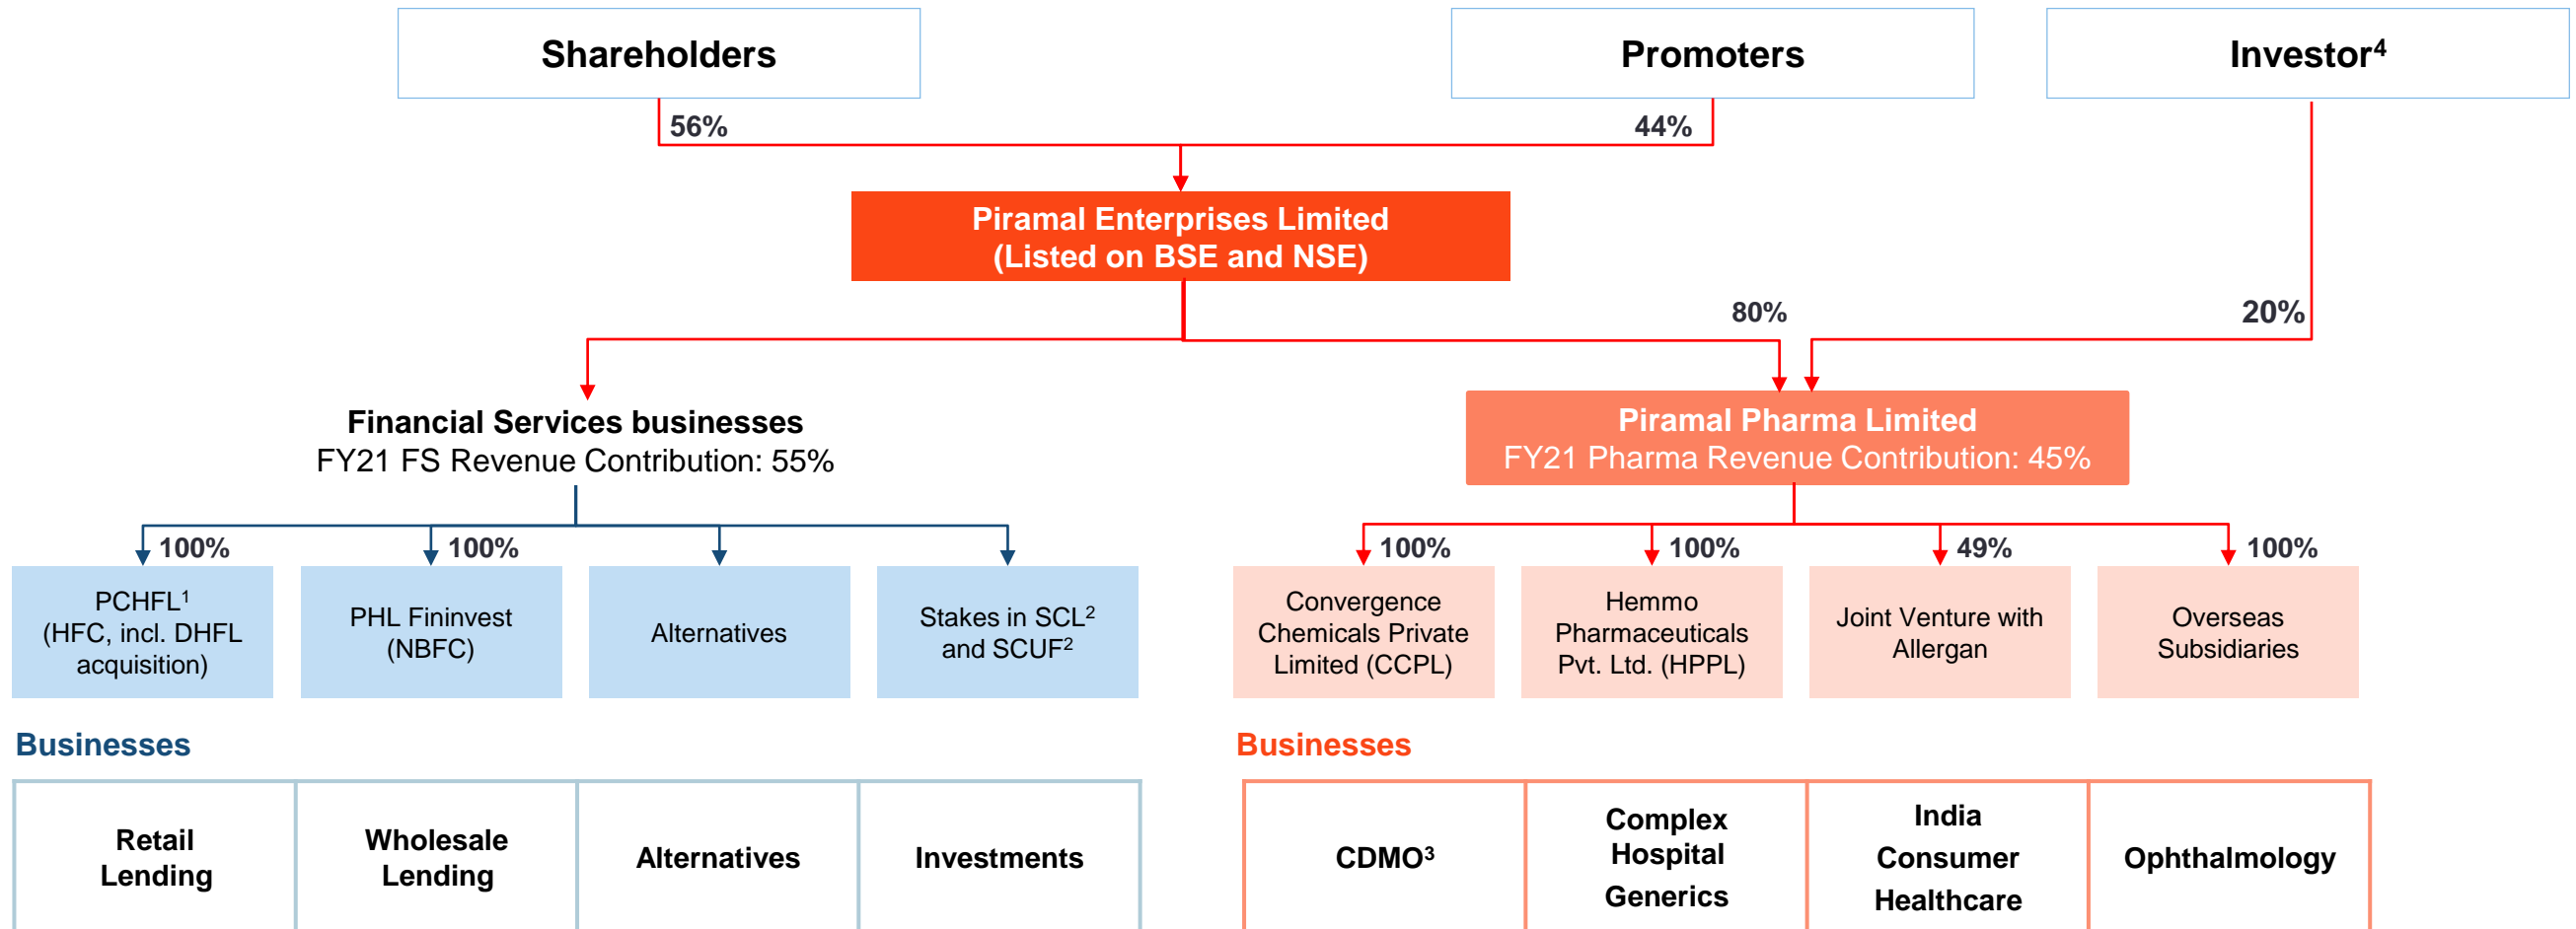 Shareholders
Promoters
Investor⁴
56%
44%
Piramal Enterprises Limited
(Listed on BSE and NSE)
80%
20%
Financial Services businesses
FY21 FS Revenue Contribution: 55%
Piramal Pharma Limited
FY21 Pharma Revenue Contribution: 45%
100%
100%
100%
100%
49%
100%
PCHFL¹
(HFC, incl. DHFL
acquisition)
PHL Fininvest
(NBFC)
Alternatives
Stakes in SCL²
and SCUF²
Convergence
Chemicals Private
Limited (CCPL)
Hemmo
Pharmaceuticals
Pvt. Ltd. (HPPL)
Joint Venture with
Allergan
Overseas
Subsidiaries
Businesses
Businesses
Retail
Lending
Wholesale
Lending
Alternatives
Investments
CDMO³
Complex
Hospital
Generics
India
Consumer
Healthcare
Ophthalmology